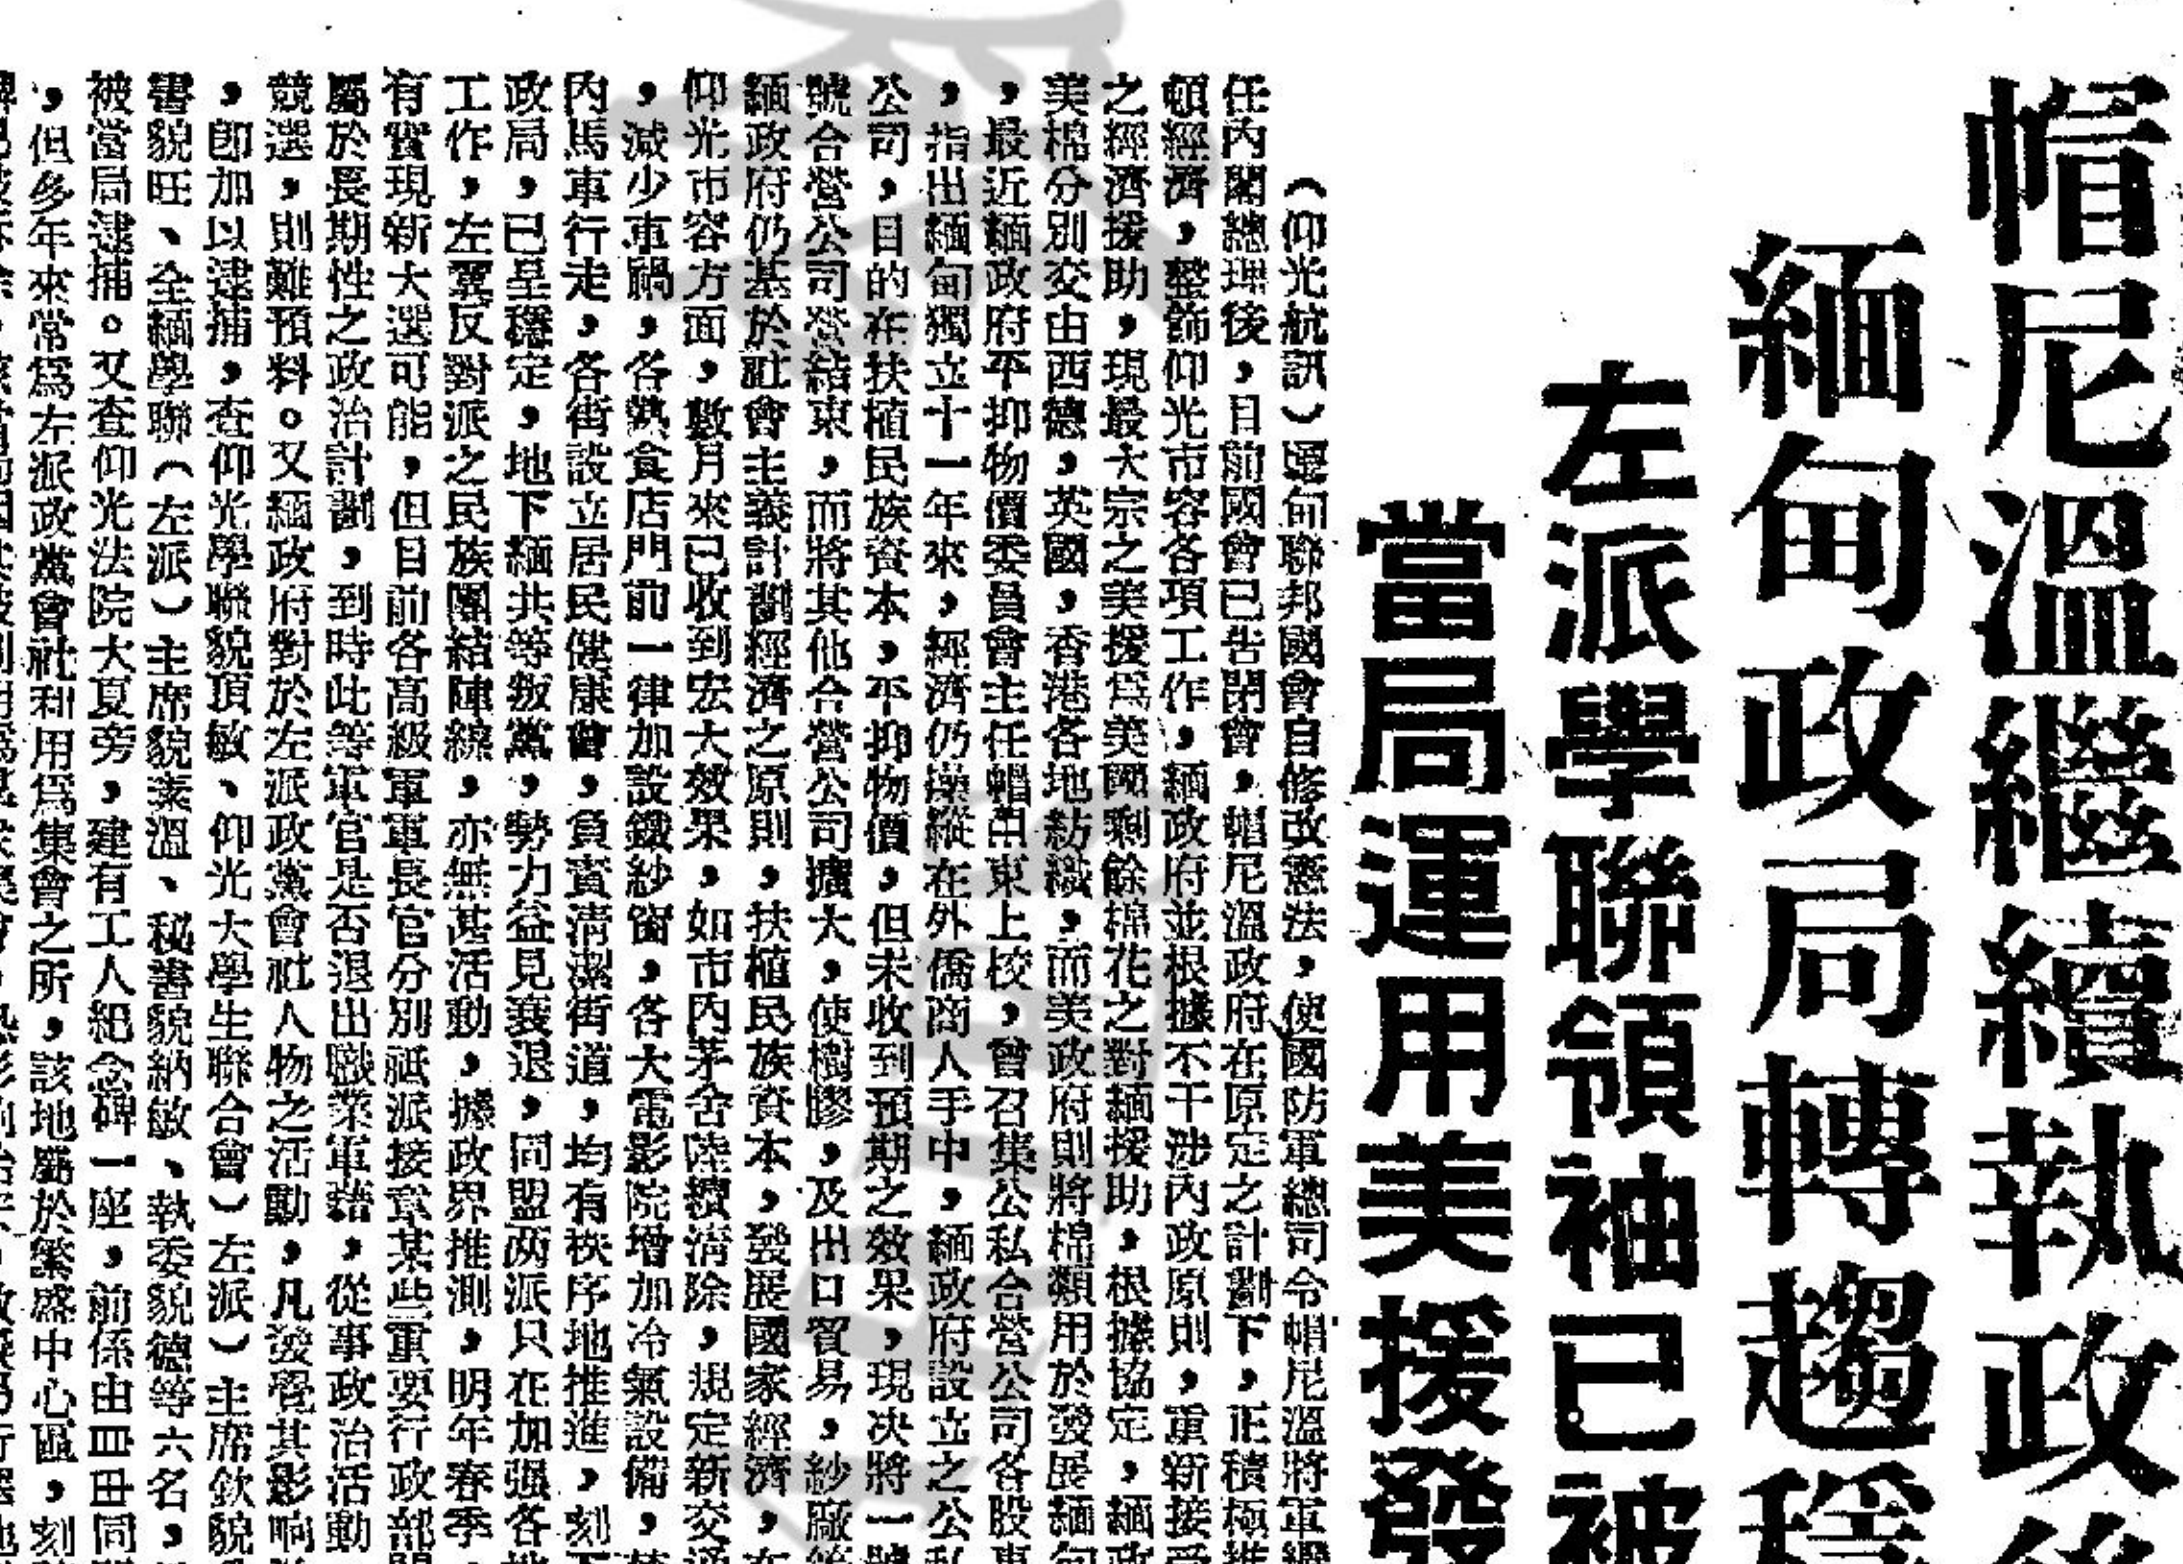 帽尼溫繼續執政後
緬甸政局轉趨穩
左派學聯領袖已被
當局運用美援發
（仰光航訊）緬甸聯邦國會自修改憲法，使國防軍總司令帽尼溫將軍繼
任內閣總理後，目前國會已告閉會，帽尼溫政府在原定之計劃下，正積極推
頓經濟，整飾仰光市容各項工作，緬政府並根據不干涉內政原則，重新接受
之經濟援助，現最大宗之美援爲美國剩餘棉花之對緬援助，根據協定，緬政
美棉分別交由西德，英國，香港各地紡織，而美政府則將棉類用於發展緬甸
，最近緬政府平抑物價委員會主任帽田東上校，曾召集公私合營公司各股東
，指出緬甸獨立十一年來，經濟仍操縱在外僑商人手中，緬政府設立之公私
公司，目的在扶植民族資本，平抑物價，但未收到預期之效果，現決將一號
號合營公司營結束，而將其他合營公司擴大，使樹膠，及出口貿易，紗廠等
緬政府仍基於社會主義計劃經濟之原則，扶植民族資本，發展國家經濟，在
仰光市容方面，數月來已收到宏大效果，如市內茅舍陸續清除，規定新交通
，減少車禍，各熟食店門前一律加設鐵紗窗，各大電影院增加冷氣設備，禁
內馬車行走，各街設立居民健康會，負責清潔街道，均有秩序地推進，刻下
政局，已呈穩定，地下緬共等叛黨，勢力益見衰退，同盟兩派只在加强各地
工作，左翼反對派之民族團結陣線，亦無甚活動，據政界推測，明年春季，
有實現新大選可能，但目前各高級軍軍長官分別派派接章某些重要行政部門
屬於長期性之政治計劃，到時此等軍官是否退出職業軍籍，從事政治活動
競選，則難預料。又緬政府對於左派政黨會社人物之活動，凡發覺其影响
，卽加以逮捕，查仰光學聯貌項敏、仰光大學生聯合會）左派）主席欽貌
書貌旺、全緬學聯（左派）主席貌素溫、秘書貌納敏、執委貌德等六名，
被當局逮捕。又查仰光法院大夏旁，建有工人紀念碑一座，前係由皿毌同
，但多年來常爲左派政黨會社利用爲集會之所，該地屬於繁盛中心區，刻